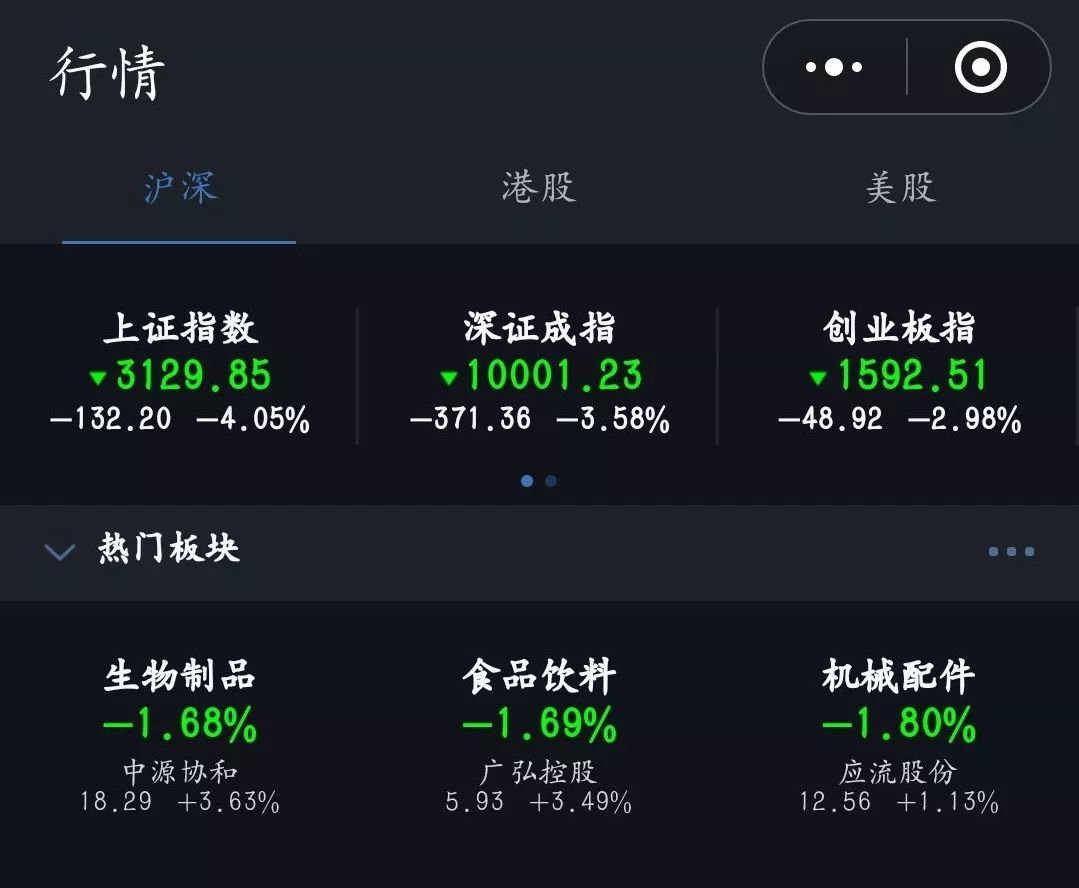 行情
沪深 港股 美股
上证指数 深证成指 创业板指
▼3129.85 ▼10001.23 ▼1592.51
—132.20 —4.05% —371.36 —3.58% —48.92 —2.98%
热门板块
生物制品 食品饮料 机械配件
—1.68% —1.69% —1.80%
中源协和 广弘控股 应流股份
18.29 +3.63% 5.93 +3.49% 12.56 +1.13%